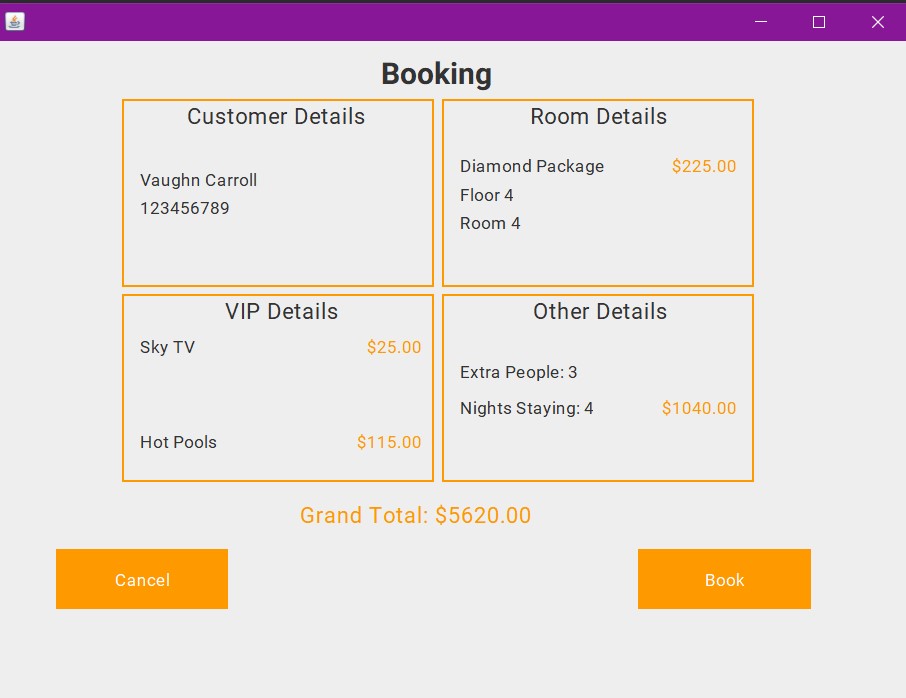 Booking
Customer Details
Vaughn Carroll
123456789
Room Details
Diamond Package $225.00
Floor 4
Room 4
VIP Details
Sky TV $25.00
Hot Pools $115.00
Other Details
Extra People: 3
Nights Staying: 4 $1040.00
Grand Total: $5620.00
Cancel
Book